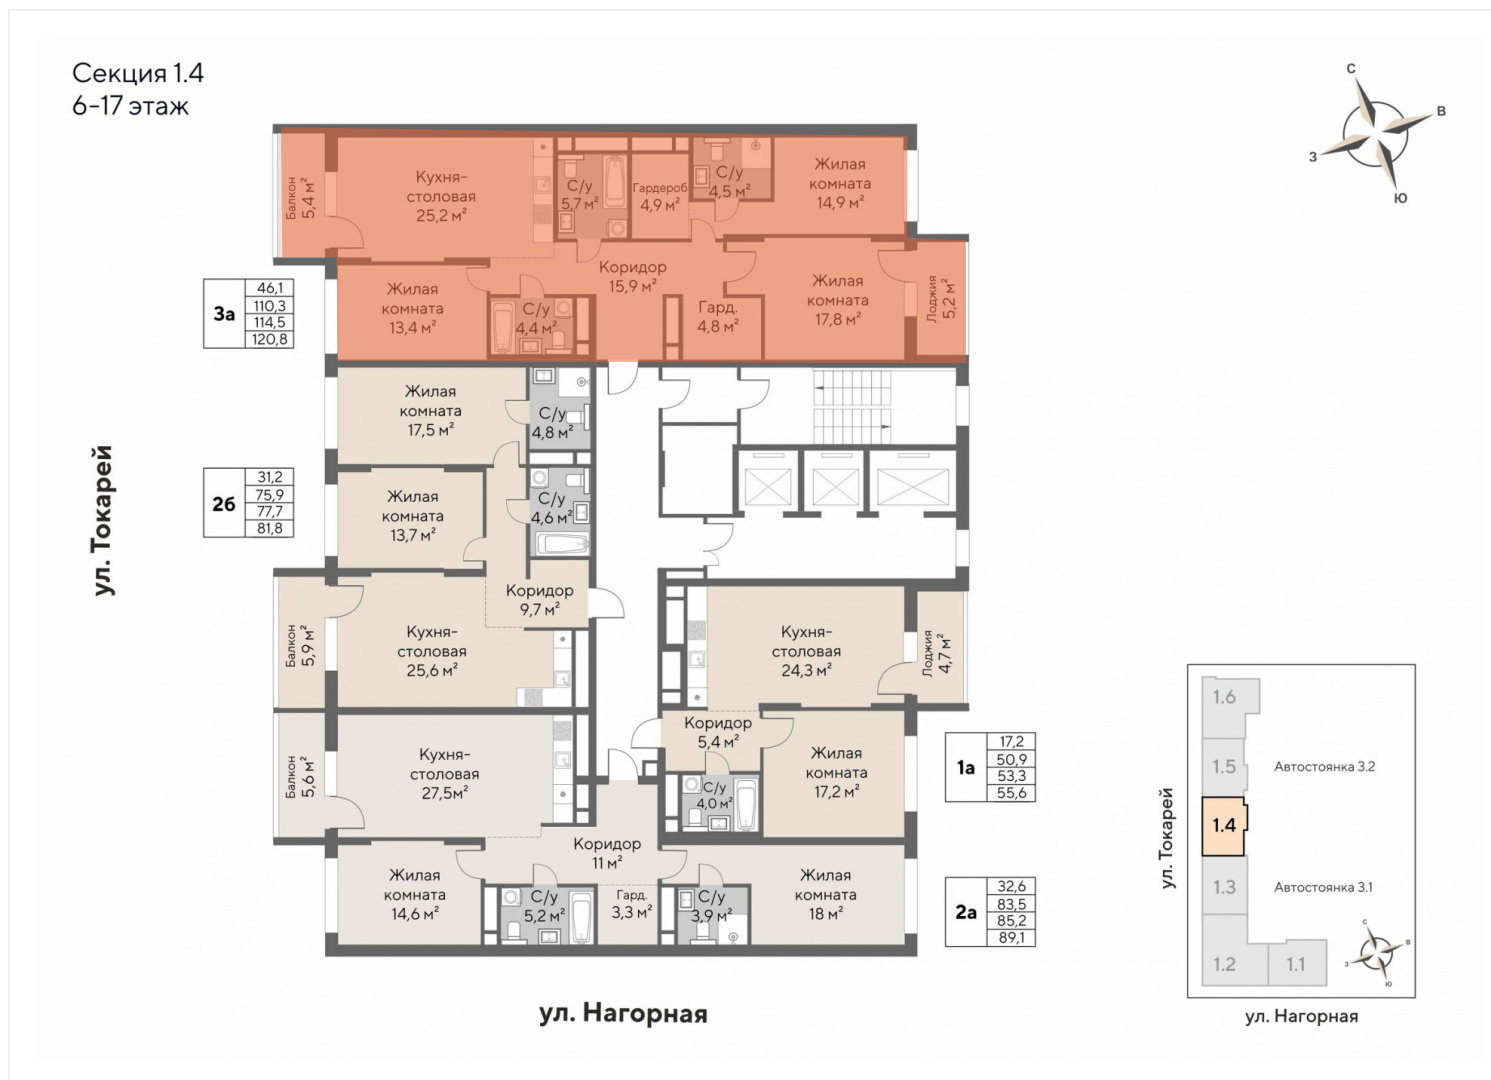 Секция 1.4
6-17 этаж
С
В
З
Ю
Балкон
5,4 м²
Кухня-
столовая
25,2 м²
С/у
5,7 м²
Гардероб
4,9 м²
С/у
4,5 м²
Жилая
комната
14,9 м²
Коридор
15,9 м²
Жилая
комната
13,4 м²
С/у
4,4 м²
Гард.
4,8 м²
Жилая
комната
17,8 м²
Лоджия
5,2 м²
3а
46,1
110,3
114,5
120,8
Жилая
комната
17,5 м²
С/у
4,8 м²
2б
31,2
75,9
77,7
81,8
Жилая
комната
13,7 м²
С/у
4,6 м²
ул. Токарей
Коридор
9,7 м²
Балкон
5,9 м²
Кухня-
столовая
25,6 м²
Кухня-
столовая
24,3 м²
Лоджия
4,7 м²
Коридор
5,4 м²
Балкон
5,6 м²
Кухня-
столовая
27,5м²
С/у
4,0 м²
Жилая
комната
17,2 м²
1а
17,2
50,9
53,3
55,6
Коридор
11 м²
Жилая
комната
14,6 м²
С/у
5,2 м²
Гард.
3,3 м²
С/у
3,9 м²
Жилая
комната
18 м²
2а
32,6
83,5
85,2
89,1
ул. Нагорная
1.6
1.5
Автостоянка 3.2
1.4
1.3
Автостоянка 3.1
1.2
1.1
С
В
З
Ю
ул. Токарей
ул. Нагорная